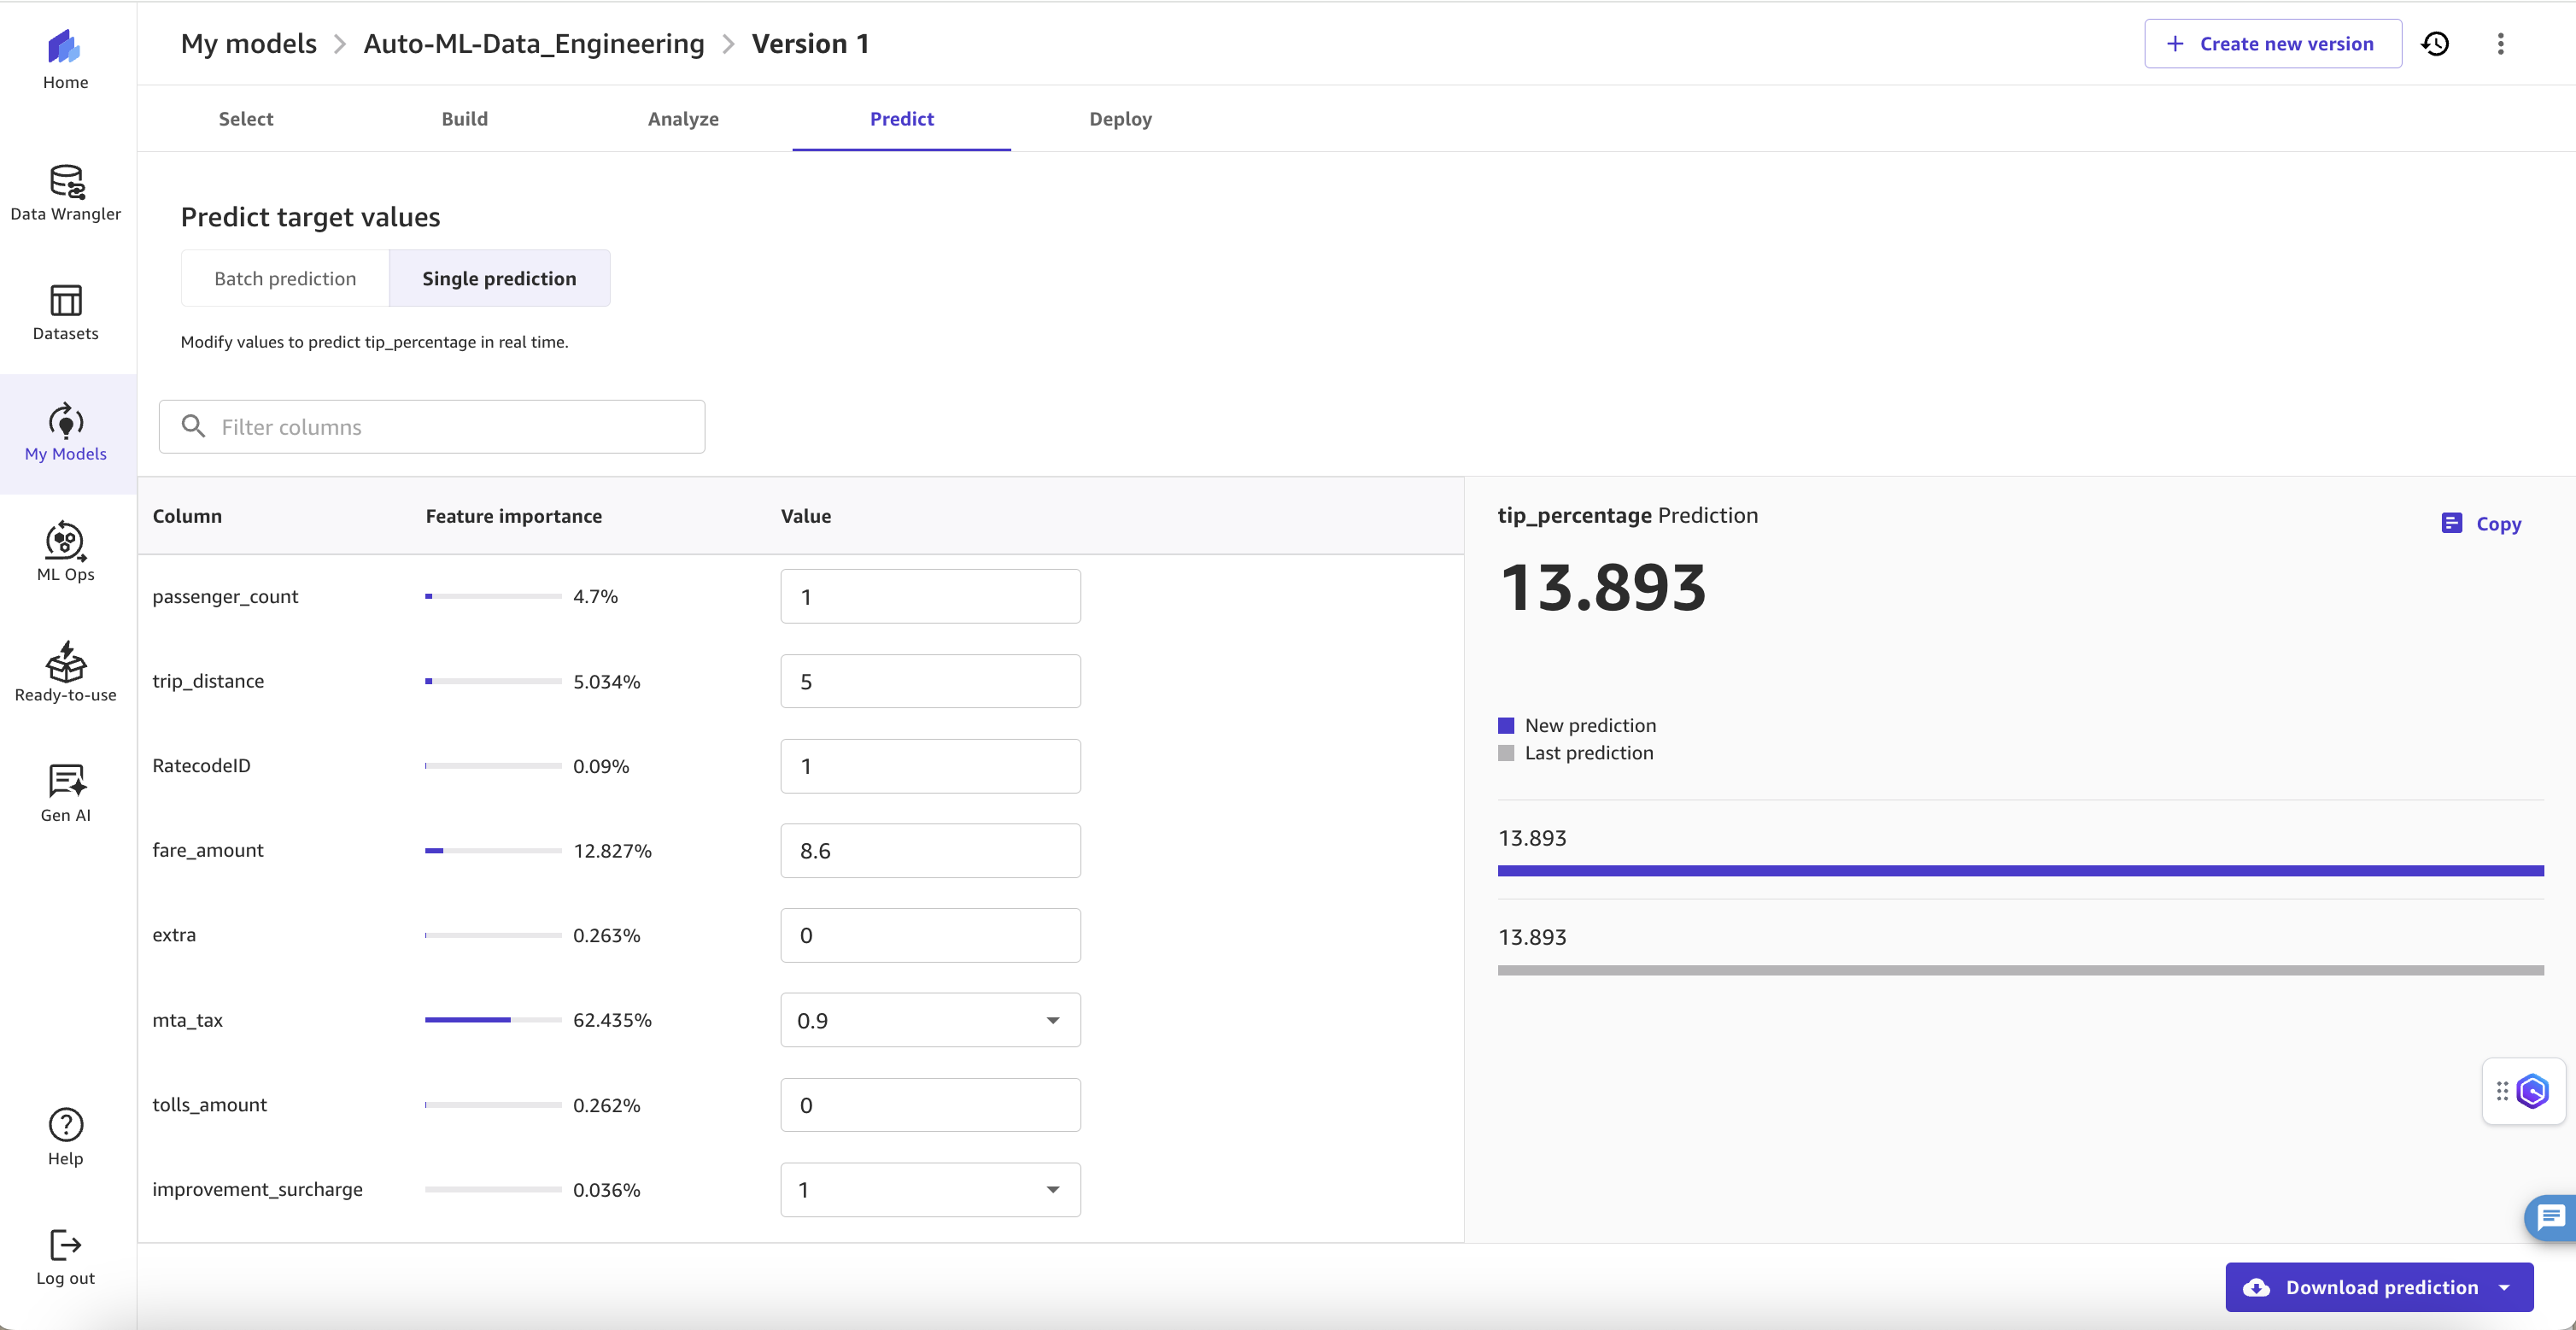 Home
Data Wrangler
Datasets
My Models
ML Ops
Ready-to-use
Gen AI
Help
Log out
My models > Auto-ML-Data_Engineering > Version 1
+ Create new version
Select Build Analyze Predict Deploy
Predict target values
Batch prediction Single prediction
Modify values to predict tip_percentage in real time.
Filter columns
Column Feature importance Value
passenger_count 4.7% 1
trip_distance 5.034% 5
RatecodeID 0.09% 1
fare_amount 12.827% 8.6
extra 0.263% 0
mta_tax 62.435% 0.9
tolls_amount 0.262% 0
improvement_surcharge 0.036% 1
tip_percentage Prediction
Copy
13.893
New prediction
Last prediction
13.893
13.893
Download prediction